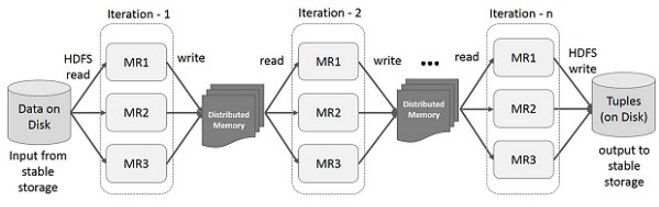 Iteration - 1
Iteration - 2
Iteration - n
HDFS
read
write
read
write
•••
read
HDFS
write
MR1
MR2
MR3
MR1
MR2
MR3
MR1
MR2
MR3
Data on
Disk
Distributed
Memory
Distributed
Memory
Tuples
(on Disk)
Input from
stable
storage
output to
stable
storage